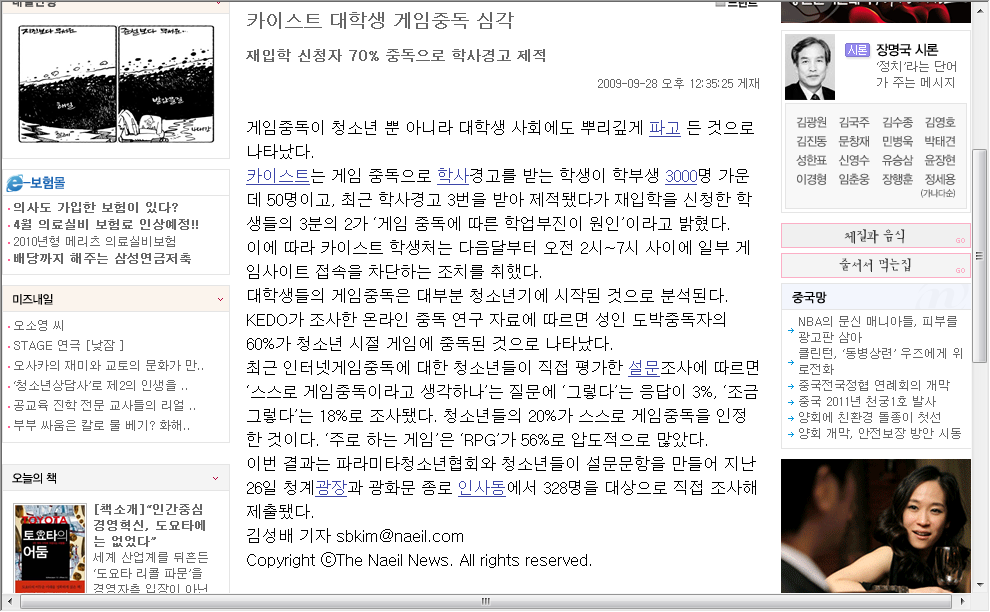 카이스트 대학생 게임중독 심각
재입학 신청자 70% 중독으로 학사경고 제적
2009-09-28 오후 12:35:25 게재
게임중독이 청소년 뿐 아니라 대학생 사회에도 뿌리깊게 파고 든 것으로
나타났다.
카이스트는 게임 중독으로 학사경고를 받는 학생이 학부생 3000명 가운
데 50명이고, 최근 학사경고 3번을 받아 제적됐다가 재입학을 신청한 학
생들의 3분의 2가 ‘게임 중독에 따른 학업부진이 원인’이라고 밝혔다.
이에 따라 카이스트 학생처는 다음달부터 오전 2시~7시 사이에 일부 게
임사이트 접속을 차단하는 조치를 취했다.
대학생들의 게임중독은 대부분 청소년기에 시작된 것으로 분석된다.
KEDO가 조사한 온라인 중독 연구 자료에 따르면 성인 도박중독자의
60%가 청소년 시절 게임에 중독된 것으로 나타났다.
최근 인터넷게임중독에 대한 청소년들이 직접 평가한 설문조사에 따르면
‘스스로 게임중독이라고 생각하나’는 질문에 ‘그렇다’는 응답이 3%, ‘조금
그렇다’는 18%로 조사됐다. 청소년들의 20%가 스스로 게임중독을 인정
한 것이다. ‘주로 하는 게임’은 ‘RPG’가 56%로 압도적으로 많았다.
이번 결과는 파라미타청소년협회와 청소년들이 설문문항을 만들어 지난
26일 청계광장과 광화문 종로 인사동에서 328명을 대상으로 직접 조사해
제출됐다.
김성배 기자 sbkim@naeil.com
Copyright ⓒThe Naeil News. All rights reserved.
e-보험몰
의사도 가입한 보험이 있다?
4월 의료실비 보험료 인상예정!!
2010년형 메리츠 의료실비보험
배당까지 해주는 삼성연금저축
미즈내일
오소영 씨
STAGE 연극 [낮잠 ]
오사카의 재미와 교토의 문화가 만..
‘청소년상담사’로 제2의 인생을 ..
공교육 진학 전문 교사들의 리얼 ..
부부 싸움은 칼로 물 베기? 화해..
오늘의 책
TOYOTA
도요타의
어둠
[책소개]“인간중심
경영혁신, 도요타에
는 없었다”
세계 산업계를 뒤흔든
‘도요타 리콜 파문’을
경영자측 입장이 아닌
시론 장명국 시론
‘정치’라는 단어
가 주는 메시지
김광원 김국주 김수종 김영호
김진동 문창재 민병욱 박태견
성한표 신영수 유승삼 윤장현
이경형 임춘웅 장행훈 정세용
(가나다순)
체질과 음식 GO
줄서서 먹는집 GO
중국망
NBA의 문신 매니아들, 피부를
광고판 삼아
클린턴, ‘동병상련’ 우즈에게 위
로전화
중국전국정협 연례회의 개막
중국 2011년 천궁1호 발사
양회에 친환경 돌종이 첫선
양회 개막, 안전보장 방안 시동